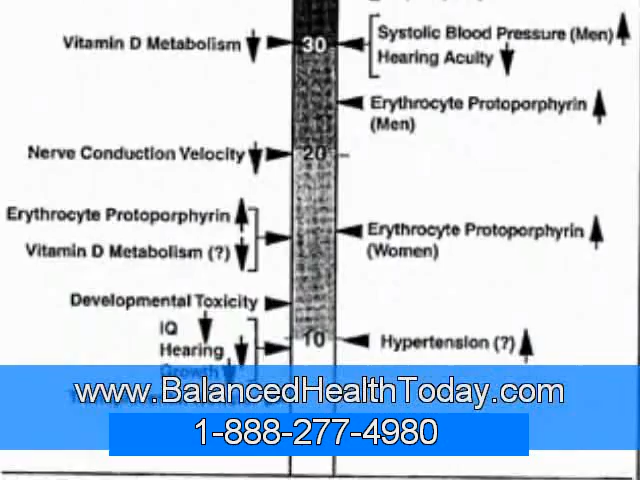 Vitamin D Metabolism
30
Systolic Blood Pressure (Men)
Hearing Acuity
Erythrocyte Protoporphyrin
(Men)
Nerve Conduction Velocity
20
Erythrocyte Protoporphyrin
Vitamin D Metabolism (?)
Erythrocyte Protoporphyrin
(Women)
Developmental Toxicity
IQ
Hearing
Growth
10
Hypertension (?)
www.BalancedHealthToday.com
1-888-277-4980